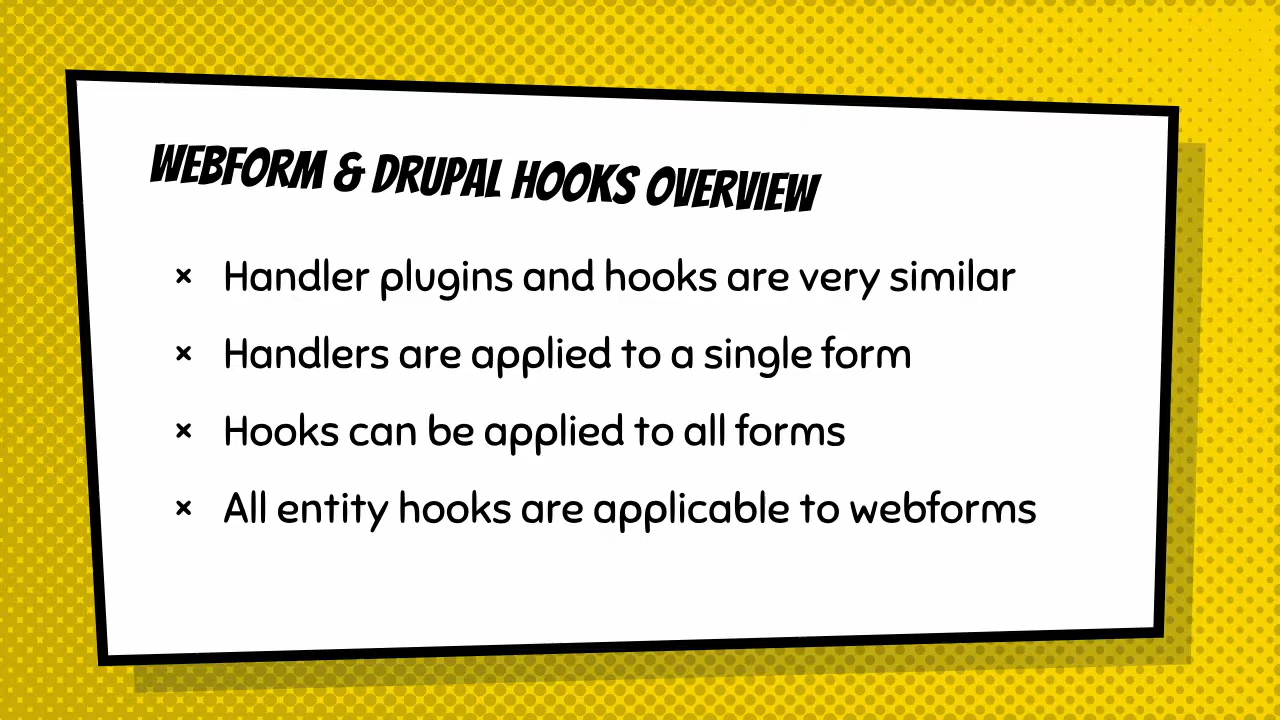 WEBFORM & DRUPAL HOOKS OVERVIEW
× Handler plugins and hooks are very similar
× Handlers are applied to a single form
× Hooks can be applied to all forms
× All entity hooks are applicable to webforms